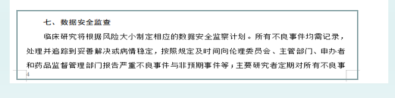 七、数据安全监查
临床研究将根据风险大小制定相应的数据安全监察计划。所有不良事件均需记录，
处理并追踪到妥善解决或病情稳定，按照规定及时间向伦理委员会、主管部门、申办者
和药品监督管理部门报告严重不良事件与非预期事件等；主要研究者定期对所有不良事
4